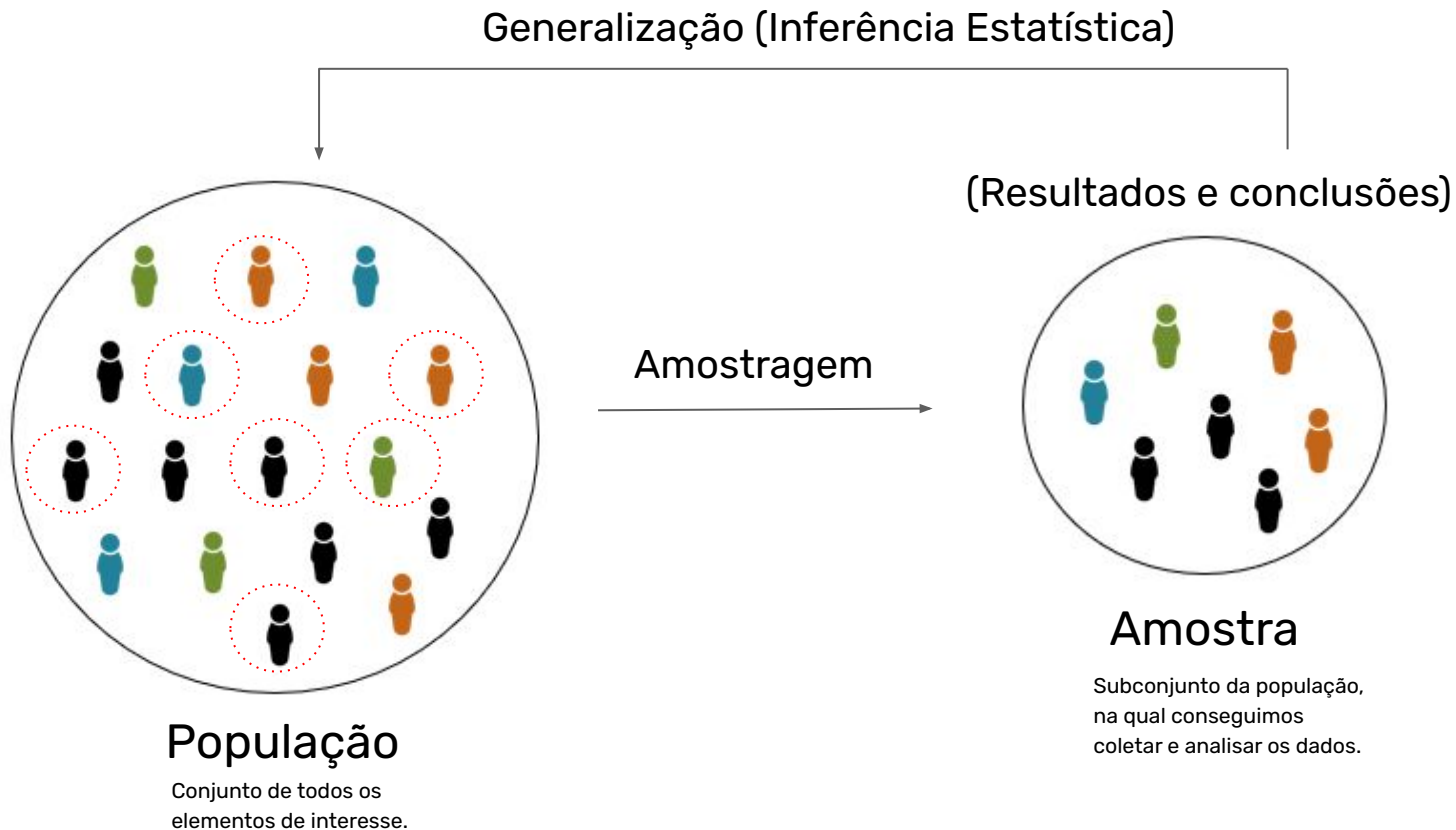 Generalização (Inferência Estatística)
(Resultados e conclusões)
Amostragem
População
Conjunto de todos os
elementos de interesse.
Amostra
Subconjunto da população,
na qual conseguimos
coletar e analisar os dados.